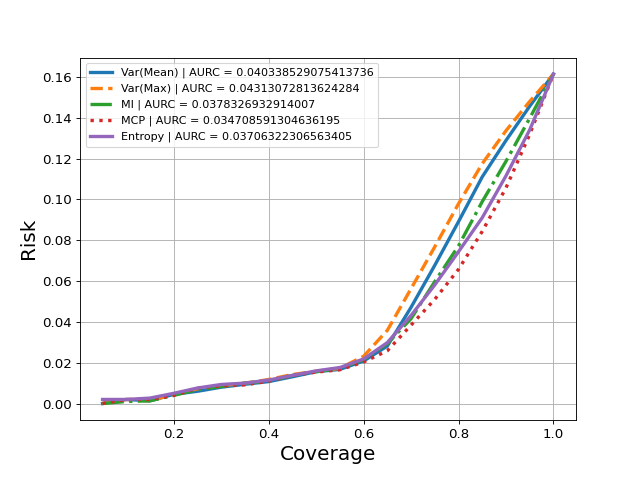 Var(Mean) | AURC = 0.040338529075413736
Var(Max) | AURC = 0.04313072813624284
MI | AURC = 0.0378326932914007
MCP | AURC = 0.034708591304636195
Entropy | AURC = 0.03706322306563405
0.16
0.14
0.12
0.10
0.08
0.06
0.04
0.02
0.00
Risk
0.2 0.4 0.6 0.8 1.0
Coverage